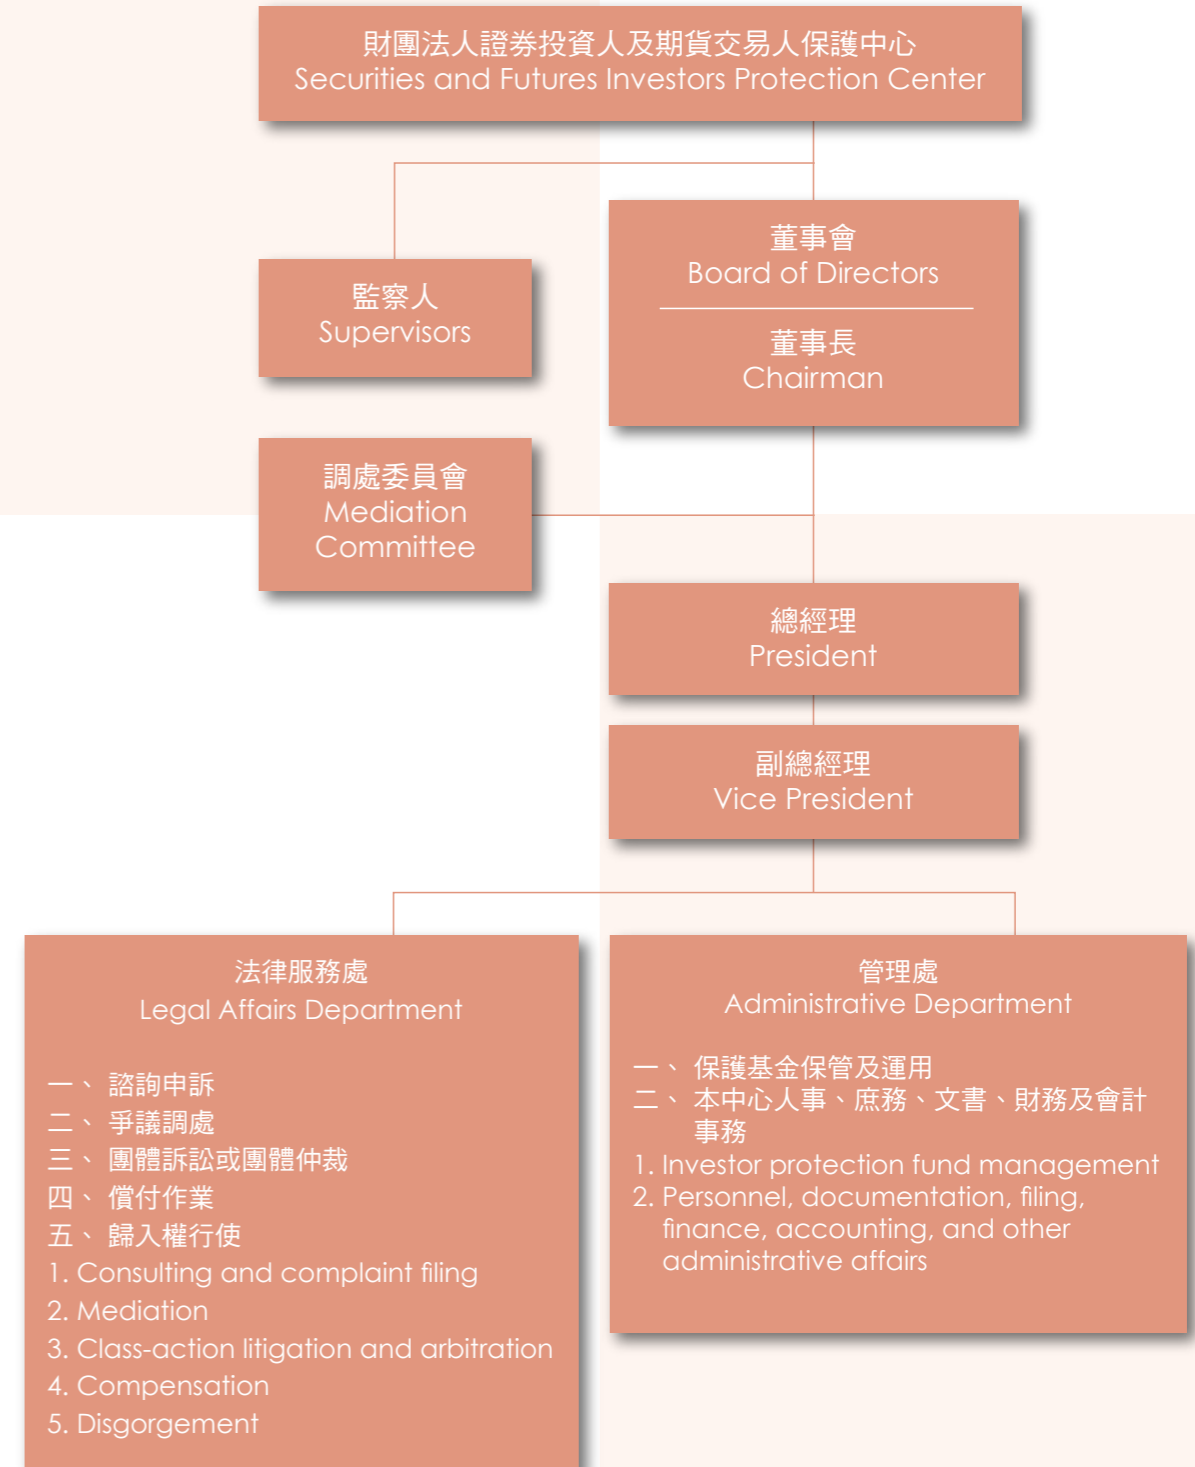 財團法人證券投資人及期貨交易人保護中心
Securities and Futures Investors Protection Center
董事會
Board of Directors
董事長
Chairman
監察人
Supervisors
調處委員會
Mediation
Committee
總經理
President
副總經理
Vice President
法律服務處
Legal Affairs Department
一、 諮詢申訴
二、 爭議調處
三、 團體訴訟或團體仲裁
四、 償付作業
五、 歸入權行使
1. Consulting and complaint filing
2. Mediation
3. Class-action litigation and arbitration
4. Compensation
5. Disgorgement
管理處
Administrative Department
一、 保護基金保管及運用
二、 本中心人事、庶務、文書、財務及會計
事務
1. Investor protection fund management
2. Personnel, documentation, filing,
finance, accounting, and other
administrative affairs